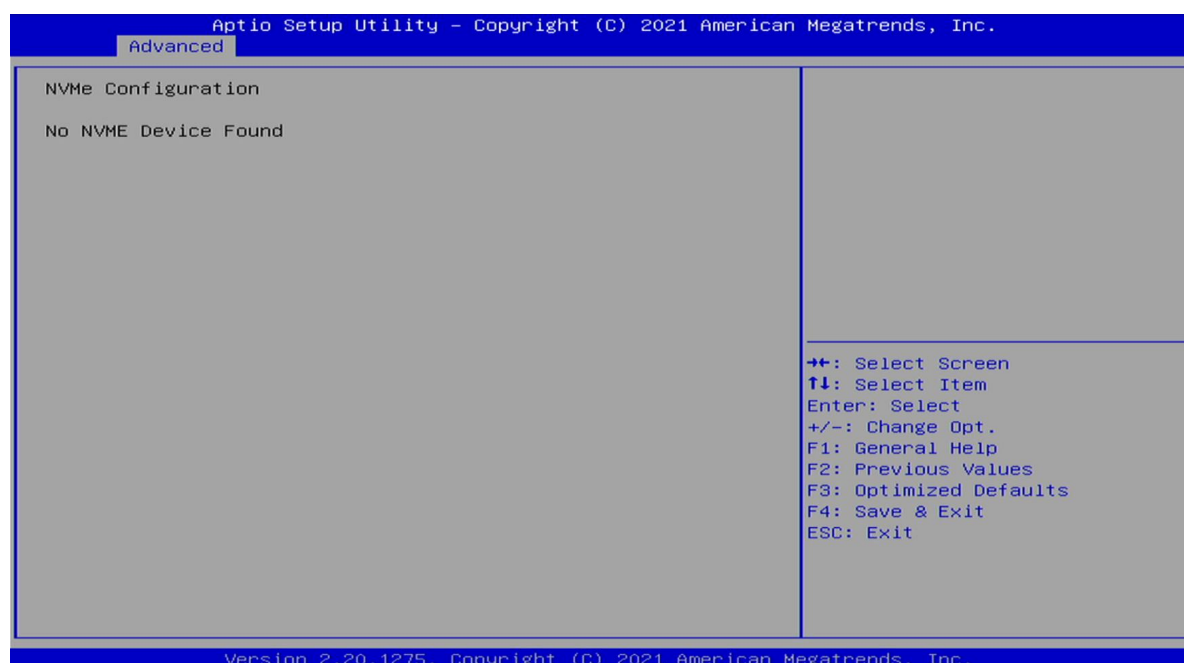 Aptio Setup Utility – Copyright (C) 2021 American Megatrends, Inc.
Advanced
NVMe Configuration
No NVME Device Found
→←: Select Screen
↑↓: Select Item
Enter: Select
+/-: Change Opt.
F1: General Help
F2: Previous Values
F3: Optimized Defaults
F4: Save & Exit
ESC: Exit
Version 2.20.1275. Copyright (C) 2021 American Megatrends, Inc.